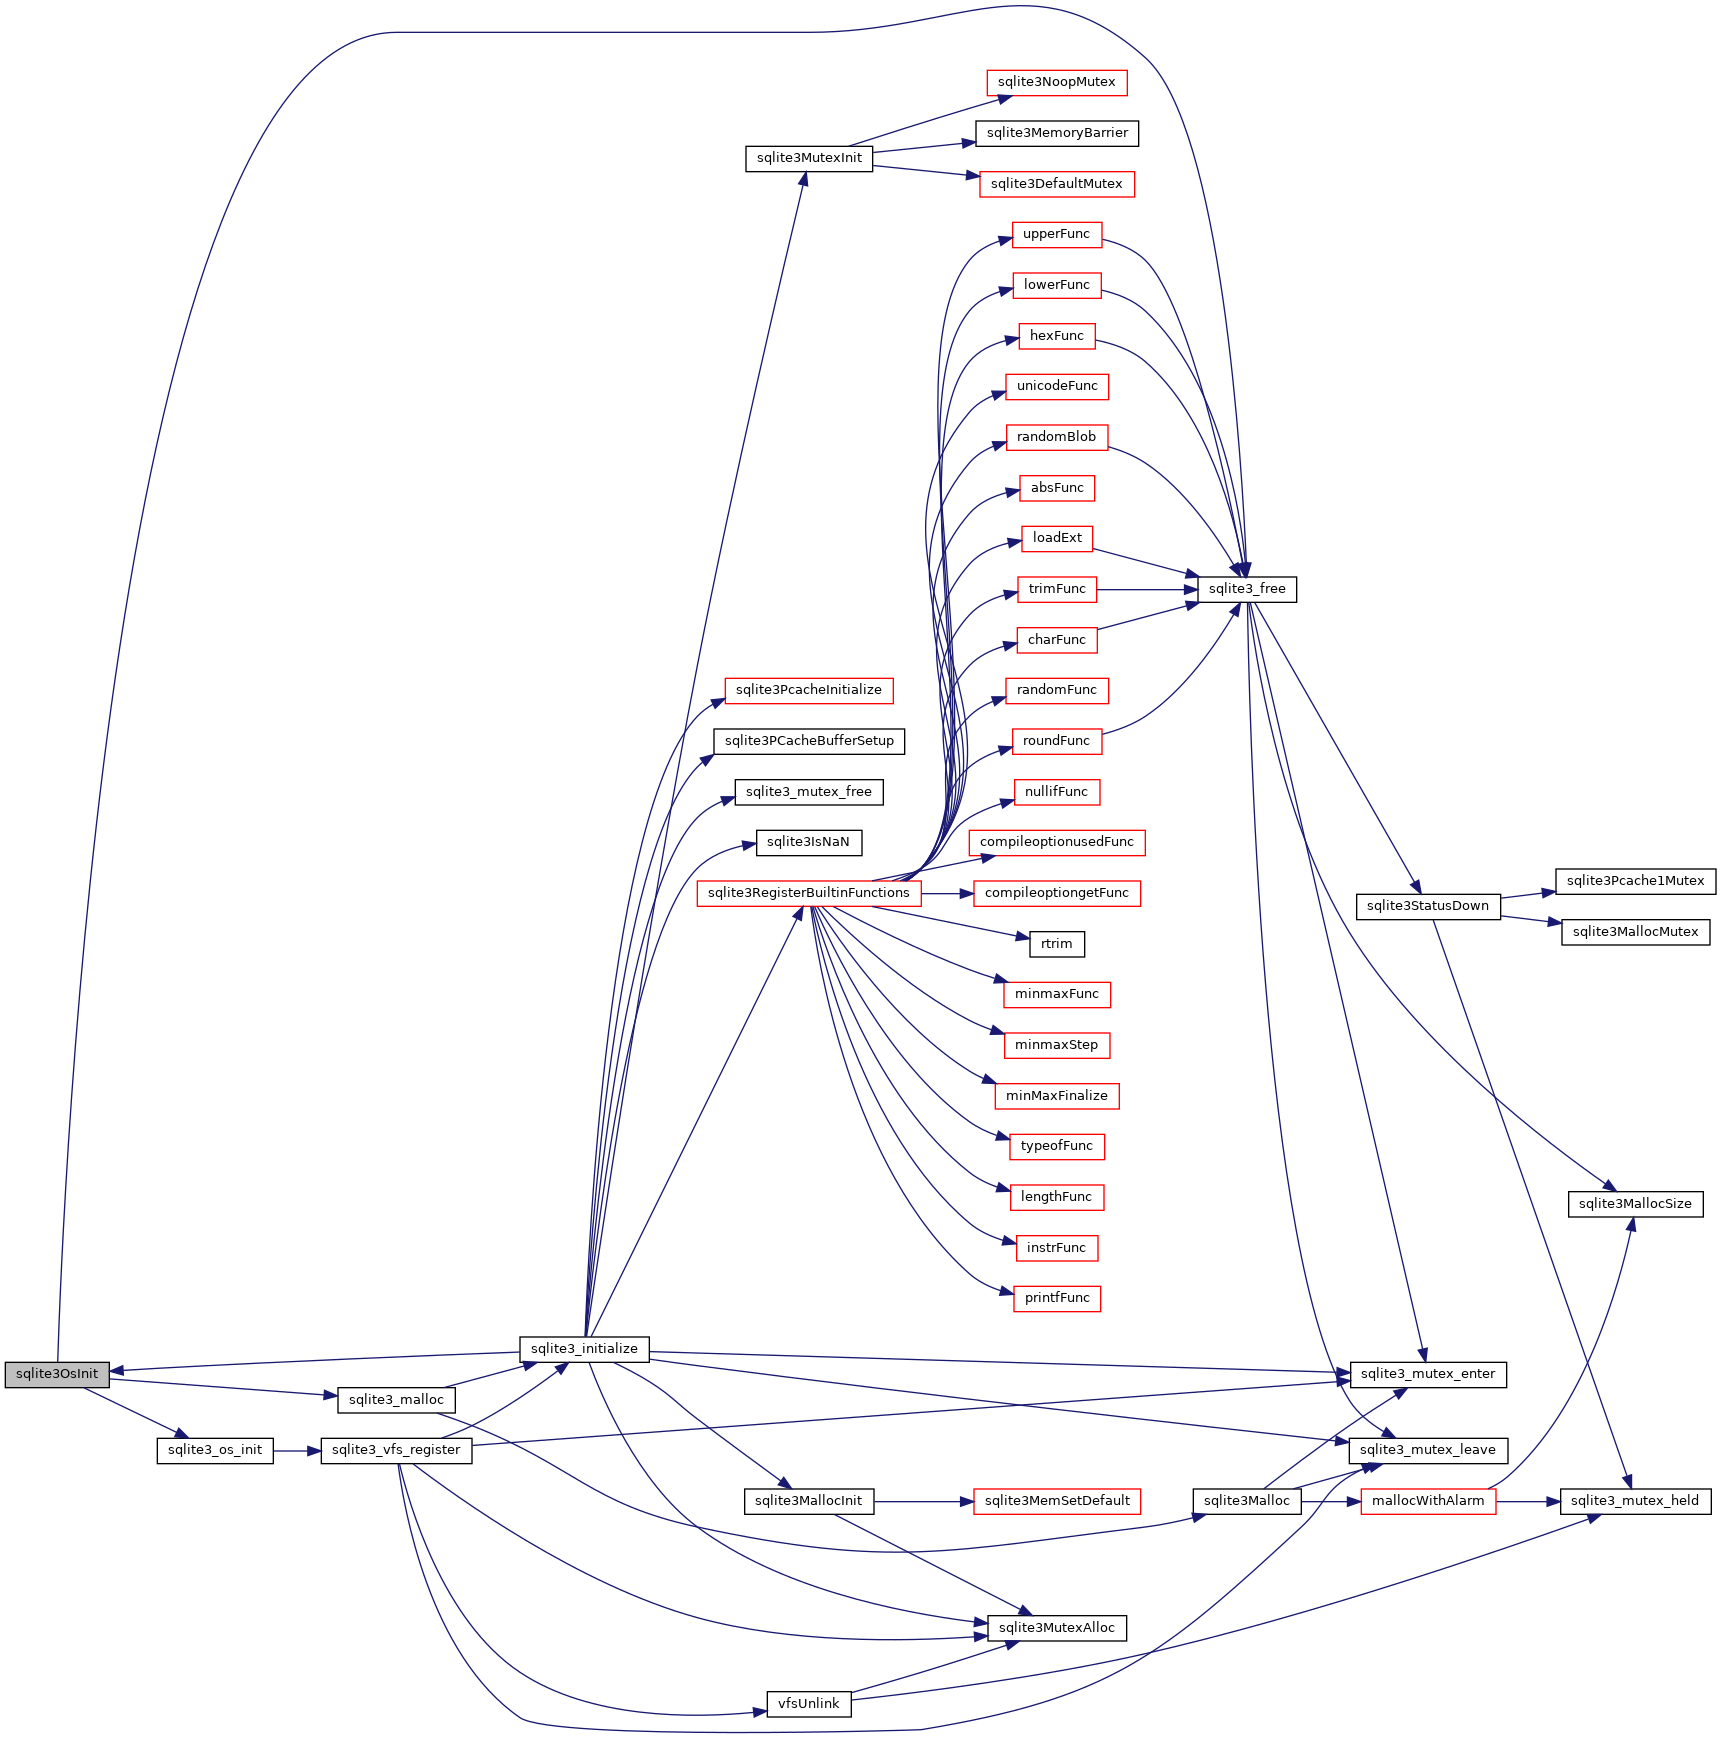 sqlite3NoopMutex
sqlite3MemoryBarrier
sqlite3MutexInit
sqlite3DefaultMutex
upperFunc
lowerFunc
hexFunc
unicodeFunc
randomBlob
absFunc
loadExt
sqlite3_free
trimFunc
charFunc
sqlite3PcacheInitialize
randomFunc
sqlite3PCacheBufferSetup
roundFunc
sqlite3_mutex_free
nullifFunc
sqlite3IsNaN
compileoptionusedFunc
sqlite3Pcache1Mutex
sqlite3RegisterBuiltinFunctions
compileoptiongetFunc
sqlite3StatusDown
sqlite3MallocMutex
rtrim
minmaxFunc
minmaxStep
minMaxFinalize
typeofFunc
lengthFunc
sqlite3MallocSize
instrFunc
printfFunc
sqlite3_initialize
sqlite3OsInit
sqlite3_mutex_enter
sqlite3_malloc
sqlite3_os_init
sqlite3_vfs_register
sqlite3_mutex_leave
sqlite3MallocInit
sqlite3MemSetDefault
sqlite3Malloc
mallocWithAlarm
sqlite3_mutex_held
sqlite3MutexAlloc
vfsUnlink